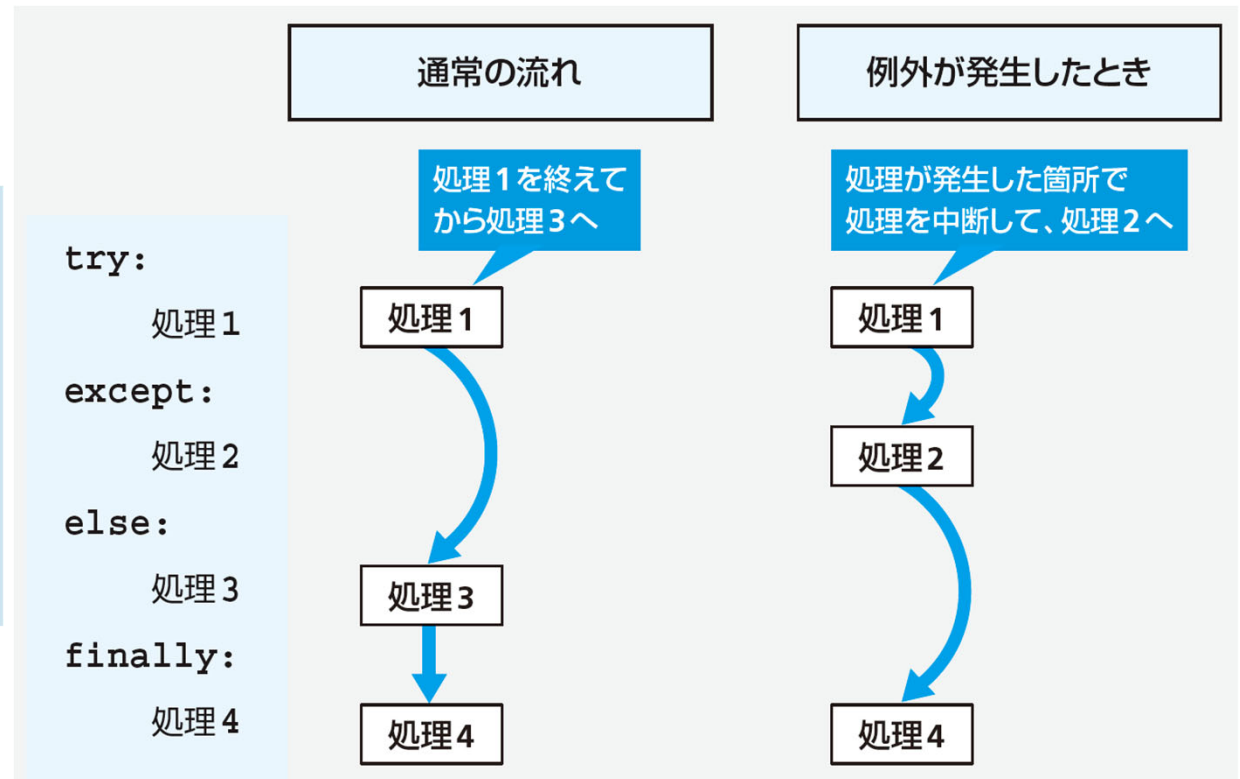 通常の流れ
例外が発生したとき
処理1を終えて
から処理3へ
処理が発生した箇所で
処理を中断して、処理2へ
try:
処理1
except:
処理2
else:
処理3
finally:
処理4
処理1
処理3
処理4
処理1
処理2
処理4